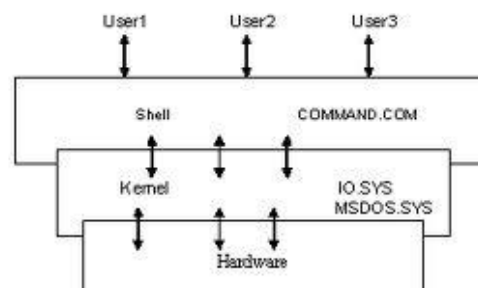 User1 User2 User3
Shell COMMAND.COM
Kernel IO.SYS
MSDOS.SYS
Hardware